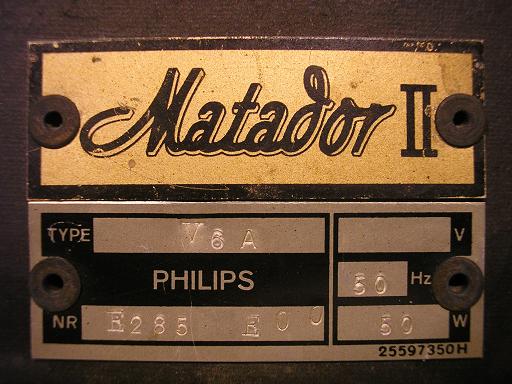 Matador II
TYPE V6A V
PHILIPS 50 Hz
NR E285 E00 50 W
25597350H